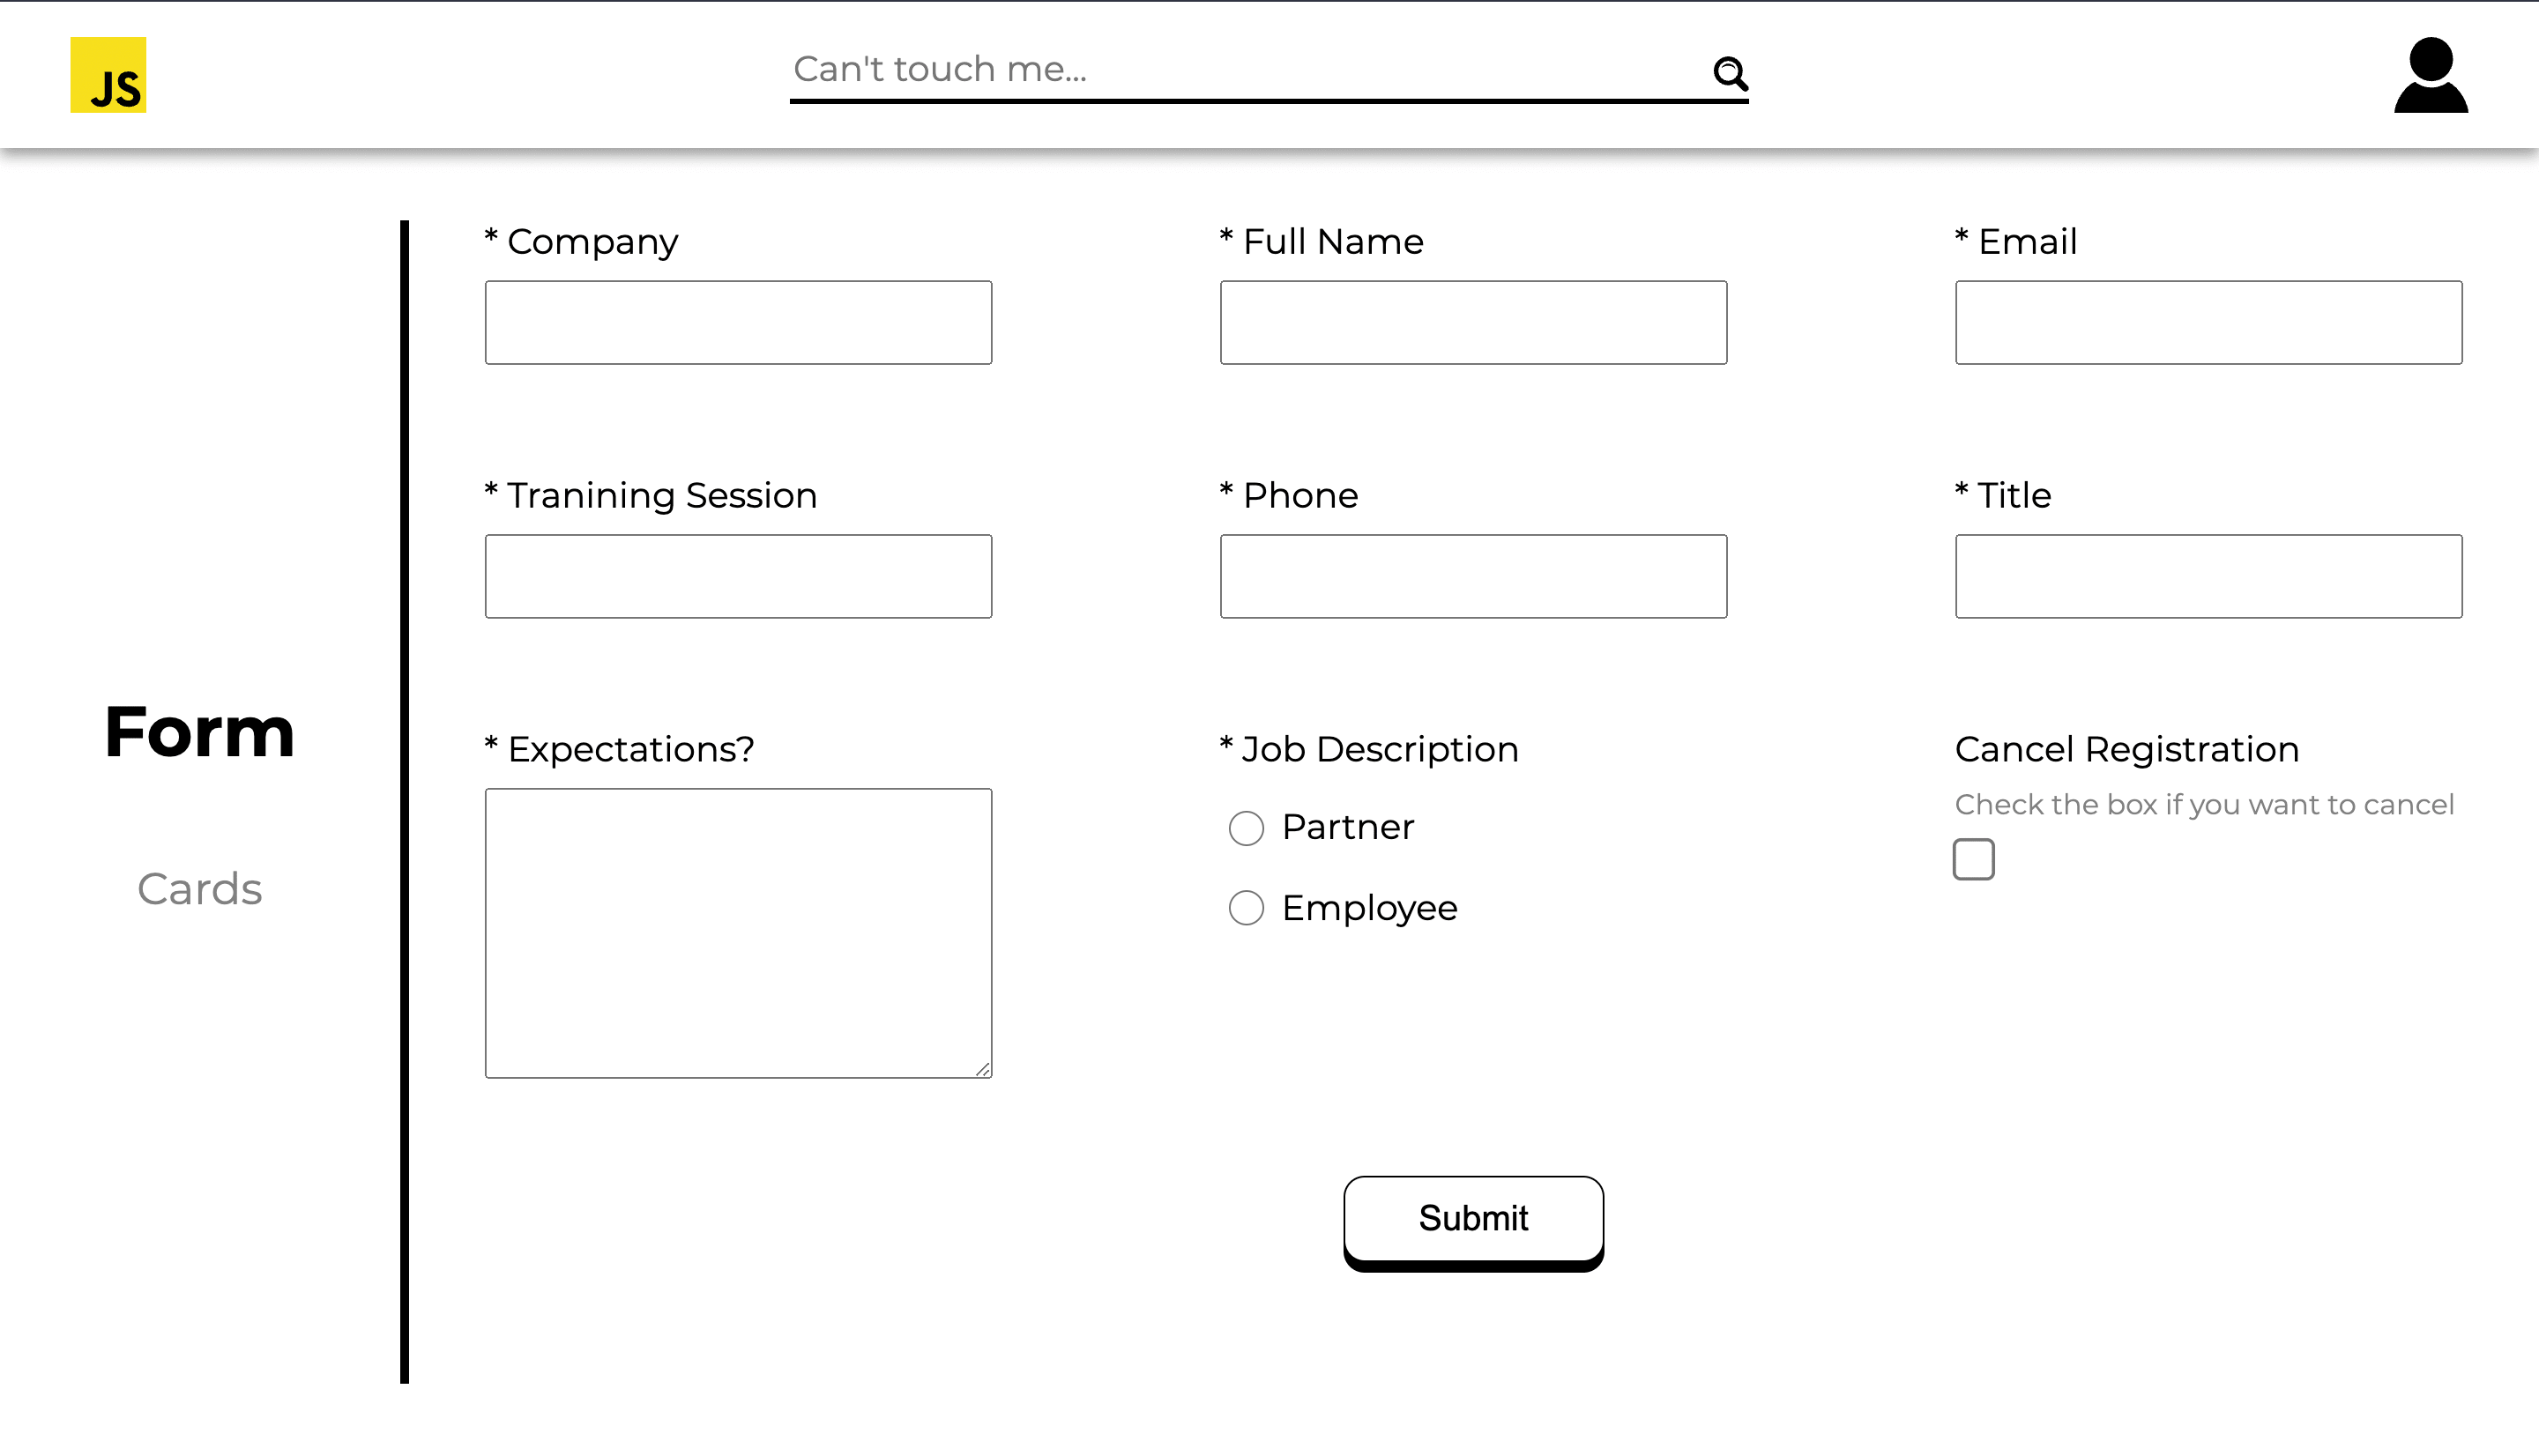 JS
Can't touch me...
* Company
* Full Name
* Email
* Tranining Session
* Phone
* Title
Form
Cards
* Expectations?
* Job Description
Partner
Employee
Cancel Registration
Check the box if you want to cancel
Submit